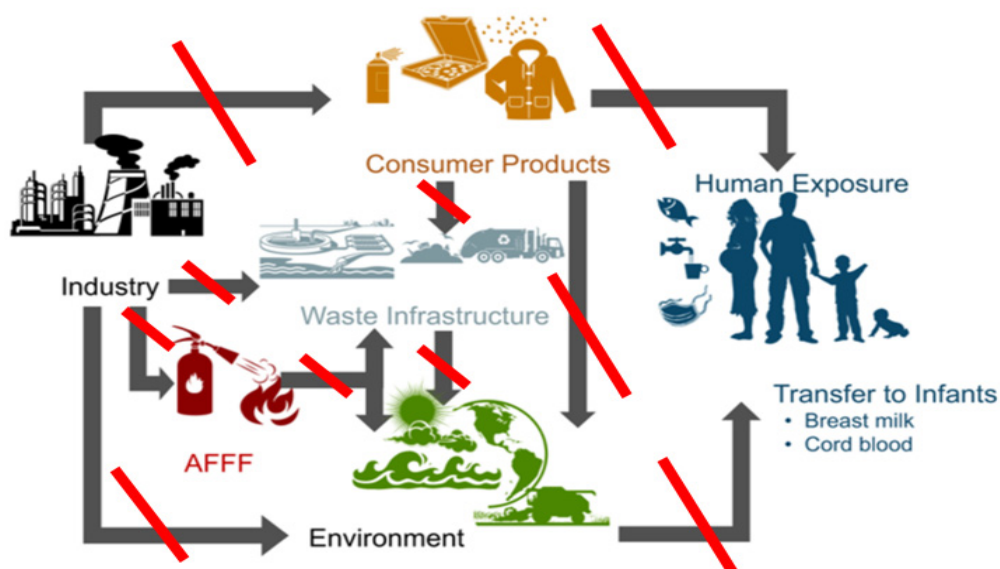 Consumer Products
Human Exposure
Industry
Waste Infrastructure
Transfer to Infants
• Breast milk
• Cord blood
AFFF
Environment